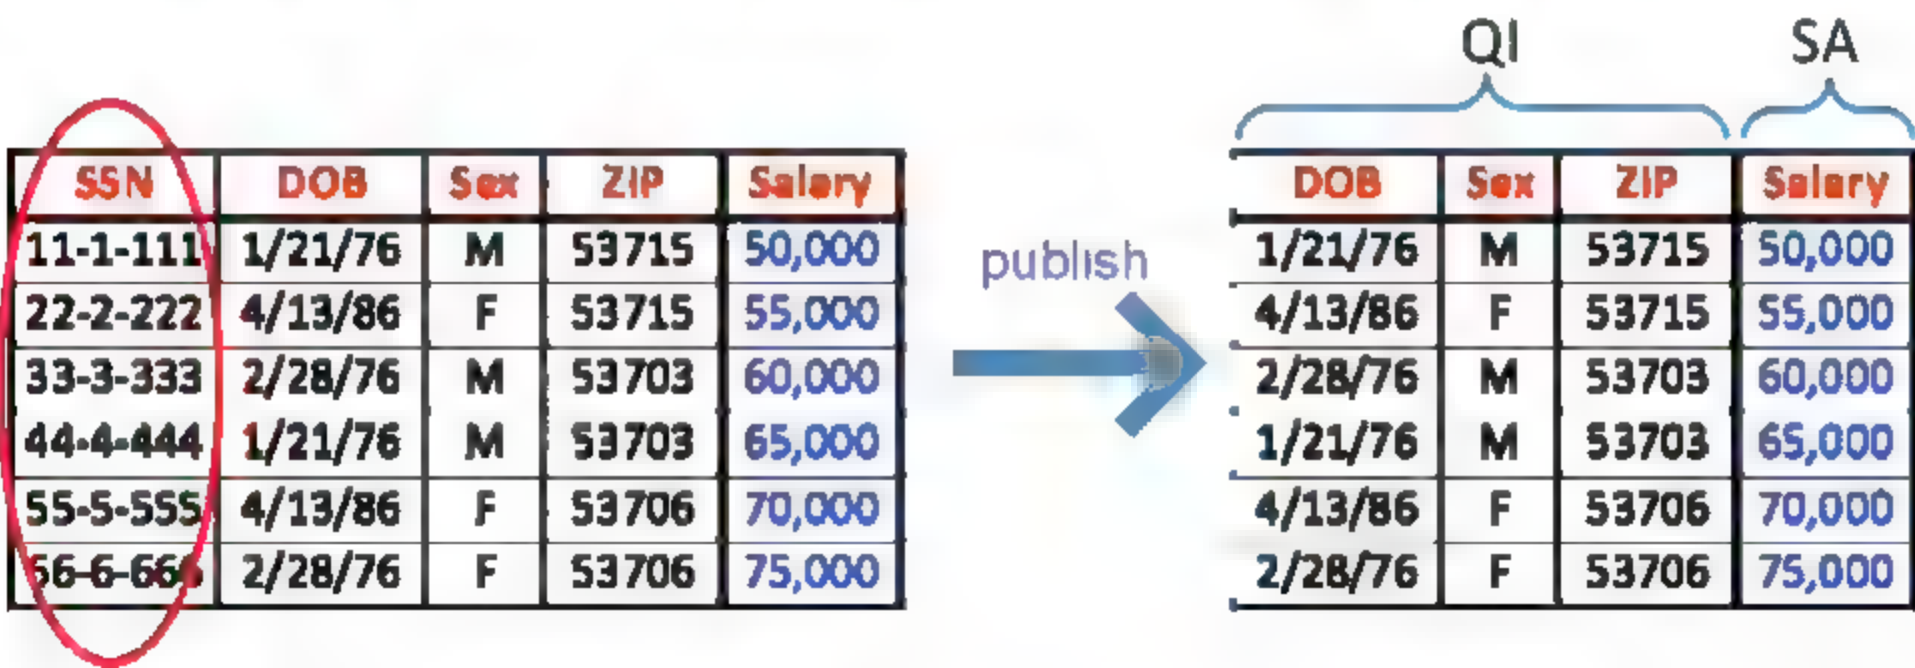 QI SA
SSN DOB Sex ZIP Salary
11-1-111 1/21/76 M 53715 50,000
22-2-222 4/13/86 F 53715 55,000
33-3-333 2/28/76 M 53703 60,000
44-4-444 1/21/76 M 53703 65,000
55-5-555 4/13/86 F 53706 70,000
66-6-666 2/28/76 F 53706 75,000
publish
DOB Sex ZIP Salary
1/21/76 M 53715 50,000
4/13/86 F 53715 55,000
2/28/76 M 53703 60,000
1/21/76 M 53703 65,000
4/13/86 F 53706 70,000
2/28/76 F 53706 75,000